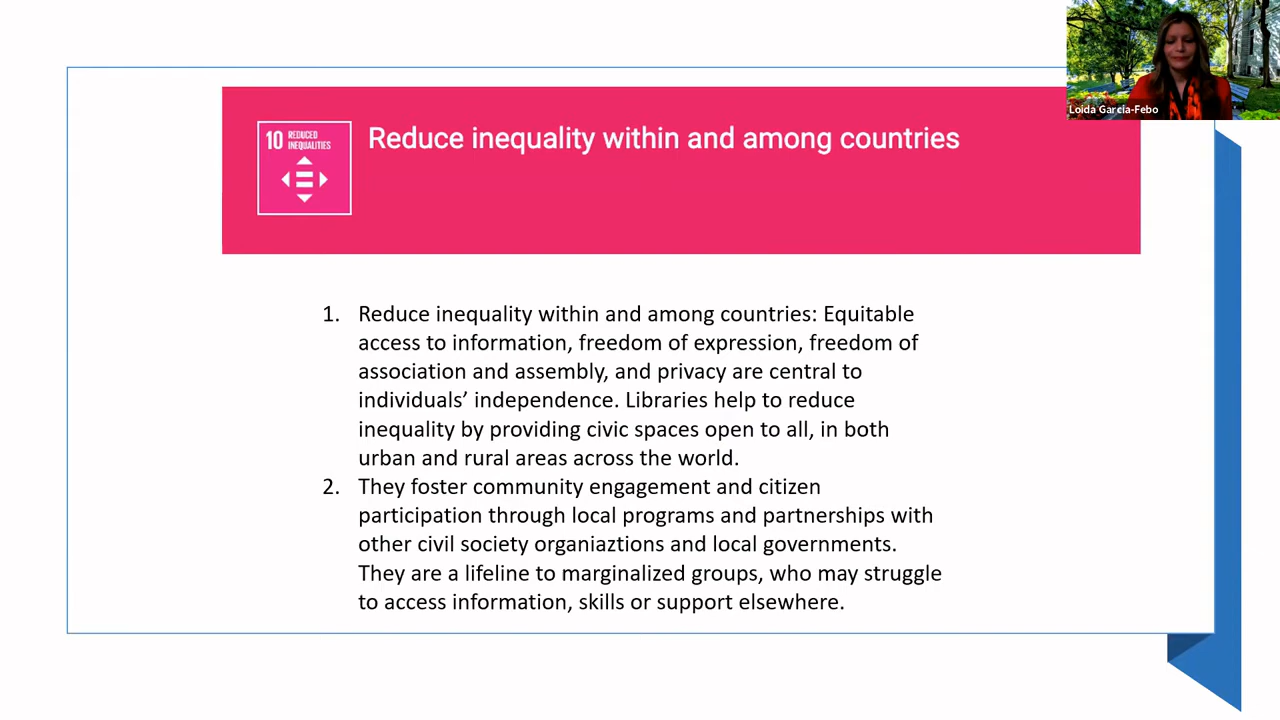 Loida Garcia-Febo
10 REDUCED
INEQUALITIES
Reduce inequality within and among countries
1. Reduce inequality within and among countries: Equitable
access to information, freedom of expression, freedom of
association and assembly, and privacy are central to
individuals’ independence. Libraries help to reduce
inequality by providing civic spaces open to all, in both
urban and rural areas across the world.
2. They foster community engagement and citizen
participation through local programs and partnerships with
other civil society organiaztions and local governments.
They are a lifeline to marginalized groups, who may struggle
to access information, skills or support elsewhere.